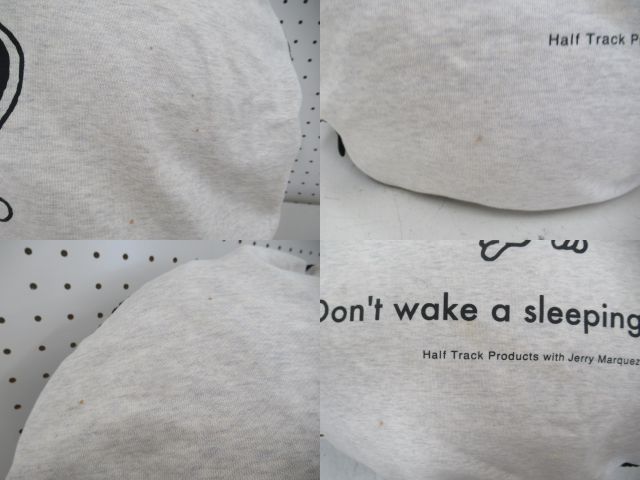 Half Track P
Don't wake a sleeping
Half Track Products with Jerry Marquez